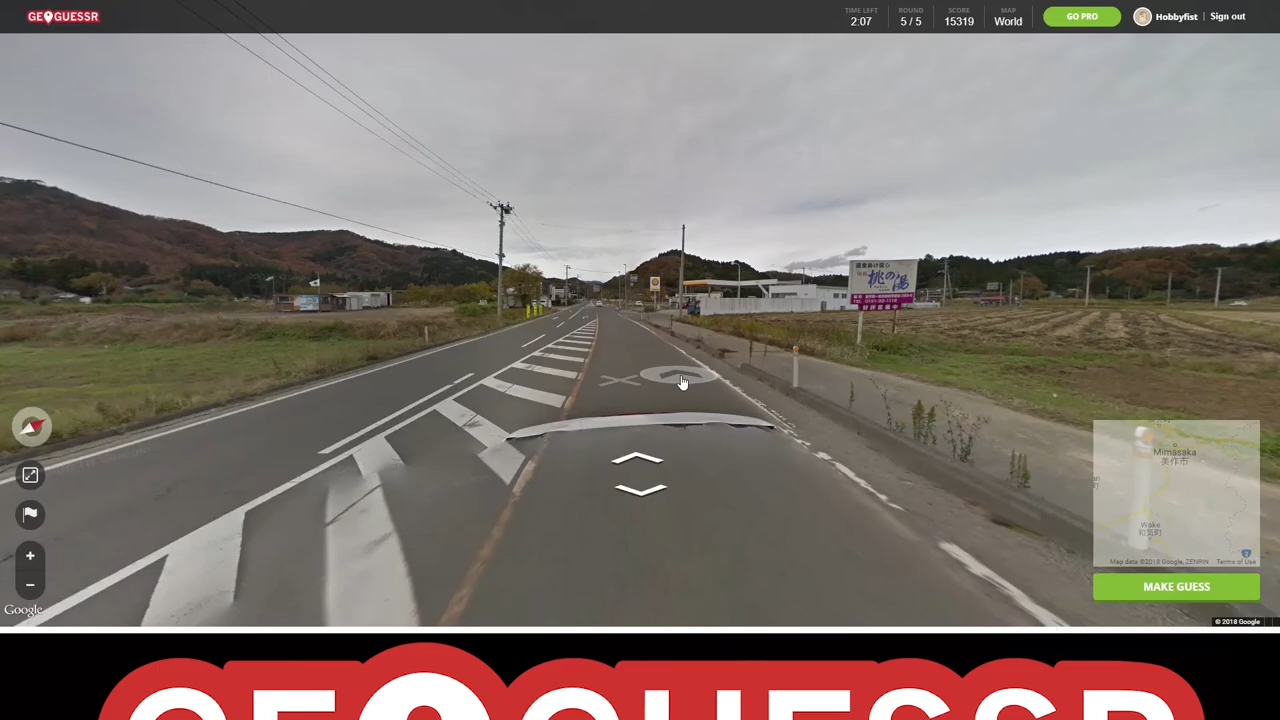 GEOGUESSR
TIME LEFT
2:07
ROUND
5 / 5
SCORE
15319
MAP
World
GO PRO
Hobbyfist
Sign out
桃の湯
Mimasaka
美作市
Wake
和気町
Map data ©2018 Google, ZENRIN
Terms of Use
MAKE GUESS
+
−
Google
© 2018 Google
GEOGUESSR